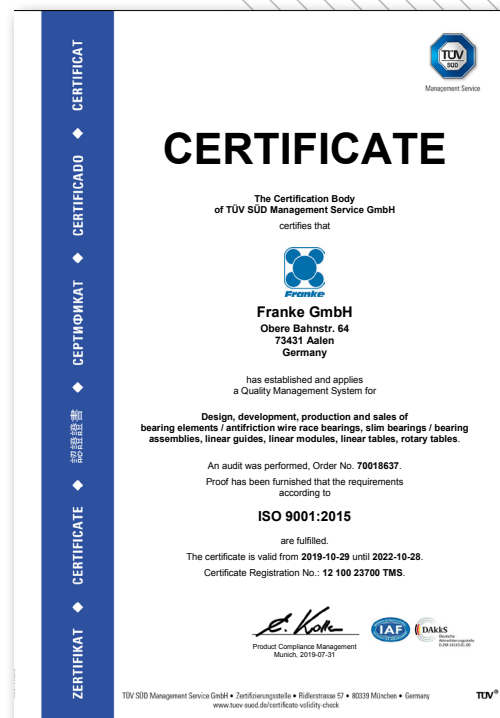 TÜV
SÜD
Management Service
CERTIFICATE
The Certification Body
of TÜV SÜD Management Service GmbH
certifies that
Franke
Franke GmbH
Obere Bahnstr. 64
73431 Aalen
Germany
has established and applies
a Quality Management System for
Design, development, production and sales of
bearing elements / antifriction wire race bearings, slim bearings / bearing
assemblies, linear guides, linear modules, linear tables, rotary tables.
An audit was performed, Order No. 70018637.
Proof has been furnished that the requirements
according to
ISO 9001:2015
are fulfilled.
The certificate is valid from 2019-10-29 until 2022-10-28.
Certificate Registration No.: 12 100 23700 TMS.
Product Compliance Management
Munich, 2019-07-31
IAF
DAkkS
Deutsche
Akkreditierungsstelle
D-ZM-14143-01-00
TÜV SÜD Management Service GmbH • Zertifizierungsstelle • Ridlerstrasse 57 • 80339 München • Germany
www.tuev-sued.de/certificate-validity-check
TÜV®
ZERTIFIKAT ◆ CERTIFICATE ◆ 認證證書 ◆ СЕРТИФИКАТ ◆ CERTIFICADO ◆ CERTIFICAT